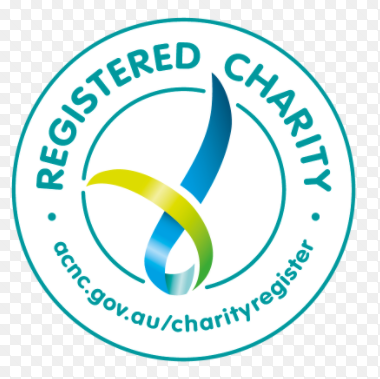 REGISTERED CHARITY
acnc.gov.au/charityregister